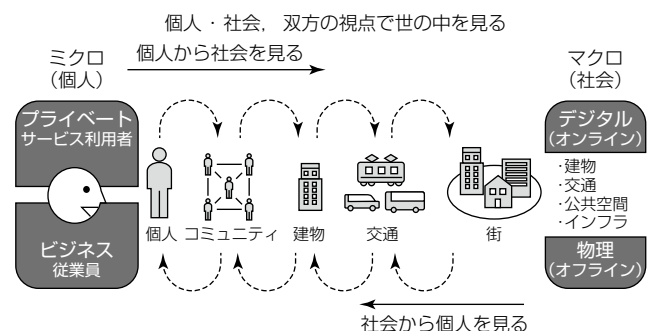 個人・社会，双方の視点で世の中を見る
ミクロ
（個人）
個人から社会を見る
マクロ
（社会）
プライベート
サービス利用者
ビジネス
従業員
個人
コミュニティ
建物
交通
街
デジタル
（オンライン）
・建物
・交通
・公共空間
・インフラ
物理
（オフライン）
社会から個人を見る